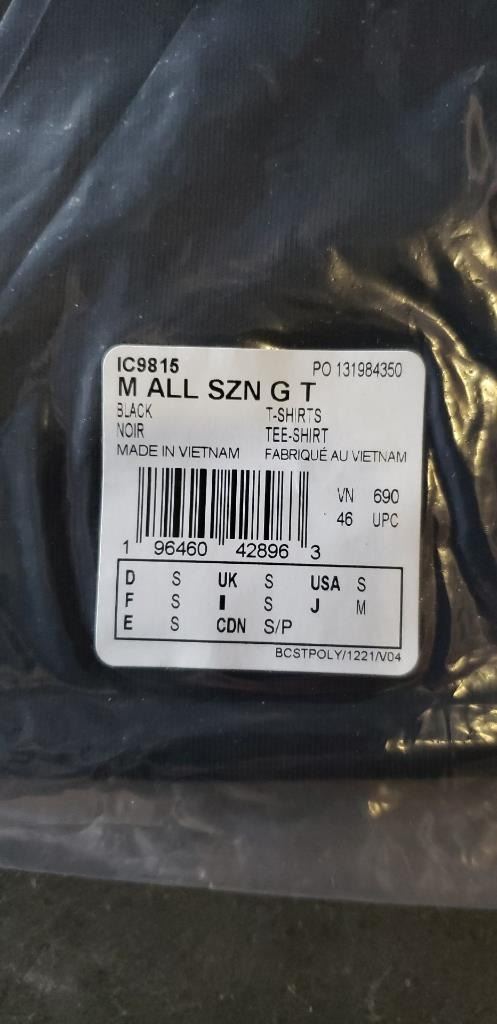 IC9815 PO 131984350
M ALL SZN G T
BLACK T-SHIRTS
NOIR TEE-SHIRT
MADE IN VIETNAM FABRIQUÉ AU VIETNAM
VN 690
46 UPC
1 96460 42896 3
D S UK S USA S
F S I S J M
E S CDN S/P
BCSTPOLY/1221/V04